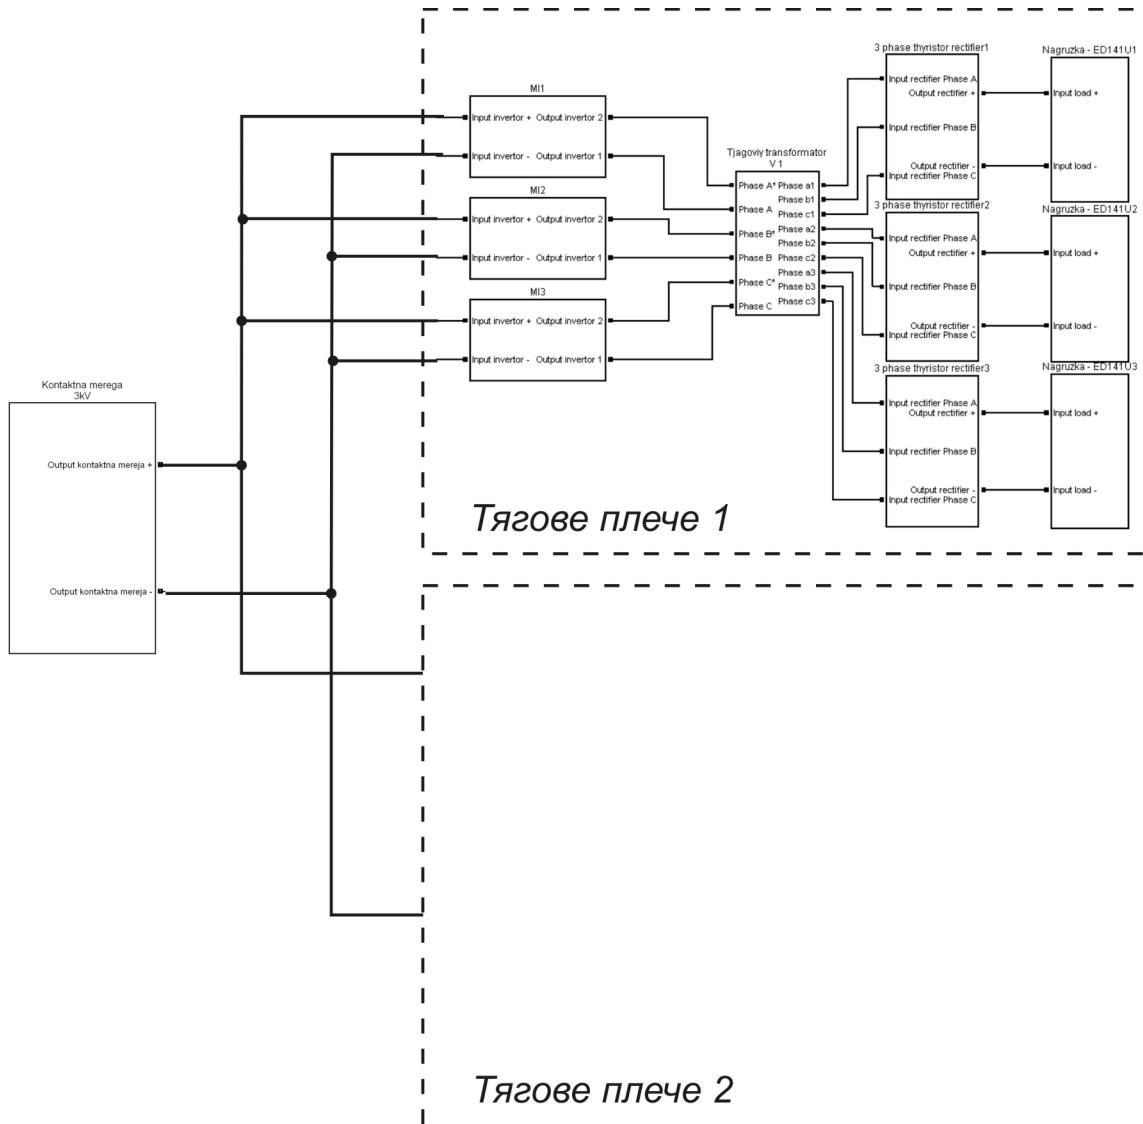 Kontaktna merega
3kV
Output kontaktna mereja +
Output kontaktna mereja -
MI1
Input invertor + Output invertor 2
Input invertor - Output invertor 1
MI2
Input invertor + Output invertor 2
Input invertor - Output invertor 1
MI3
Input invertor + Output invertor 2
Input invertor - Output invertor 1
Tjagoviy transformator
V 1
Phase A* Phase a1
Phase b1
Phase A
Phase c1
Phase a2
Phase B*
Phase b2
Phase B Phase c2
Phase a3
Phase C*
Phase b3
Phase c3
Phase C
3 phase thyristor rectifier1
Input rectifier Phase A
Output rectifier +
Input rectifier Phase B
Output rectifier -
Input rectifier Phase C
Nagruzka - ED141U1
Input load +
Input load -
3 phase thyristor rectifier2
Input rectifier Phase A
Output rectifier +
Input rectifier Phase B
Output rectifier -
Input rectifier Phase C
Nagruzka - ED141U2
Input load +
Input load -
3 phase thyristor rectifier3
Input rectifier Phase A
Output rectifier +
Input rectifier Phase B
Output rectifier -
Input rectifier Phase C
Nagruzka - ED141U3
Input load +
Input load -
Тягове плече 1
Тягове плече 2